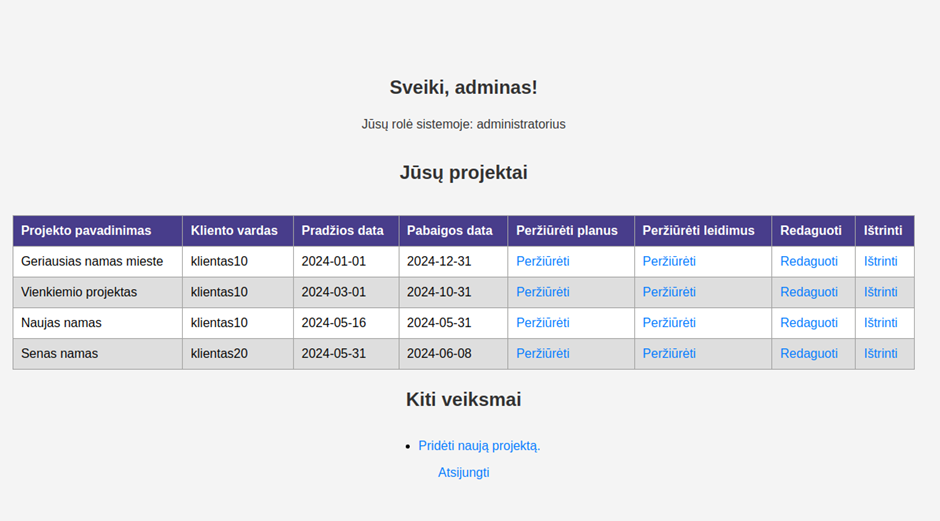 Sveiki, adminas!
Jūsų rolė sistemoje: administratorius
Jūsų projektai
Projekto pavadinimas Kliento vardas Pradžios data Pabaigos data Peržiūrėti planus Peržiūrėti leidimus Redaguoti Ištrinti
Geriausias namas mieste klientas10 2024-01-01 2024-12-31 Peržiūrėti Peržiūrėti Redaguoti Ištrinti
Vienkiemio projektas klientas10 2024-03-01 2024-10-31 Peržiūrėti Peržiūrėti Redaguoti Ištrinti
Naujas namas klientas10 2024-05-16 2024-05-31 Peržiūrėti Peržiūrėti Redaguoti Ištrinti
Senas namas klientas20 2024-05-31 2024-06-08 Peržiūrėti Peržiūrėti Redaguoti Ištrinti
Kiti veiksmai
• Pridėti naują projektą.
Atsijungti